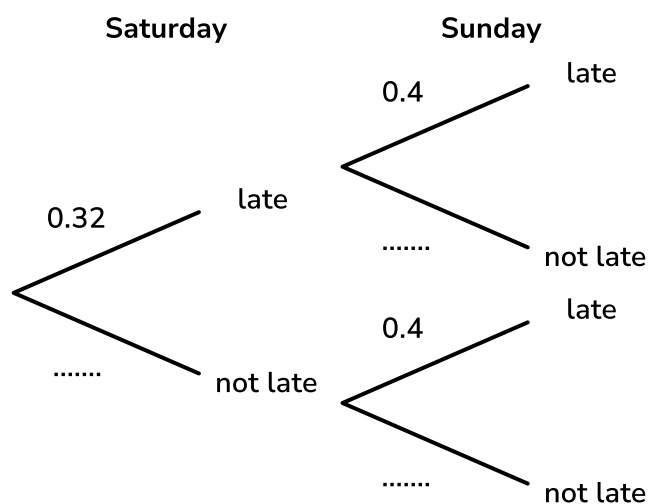 Saturday
Sunday
0.4
late
0.32
late
.......
not late
0.4
late
.......
not late
.......
not late